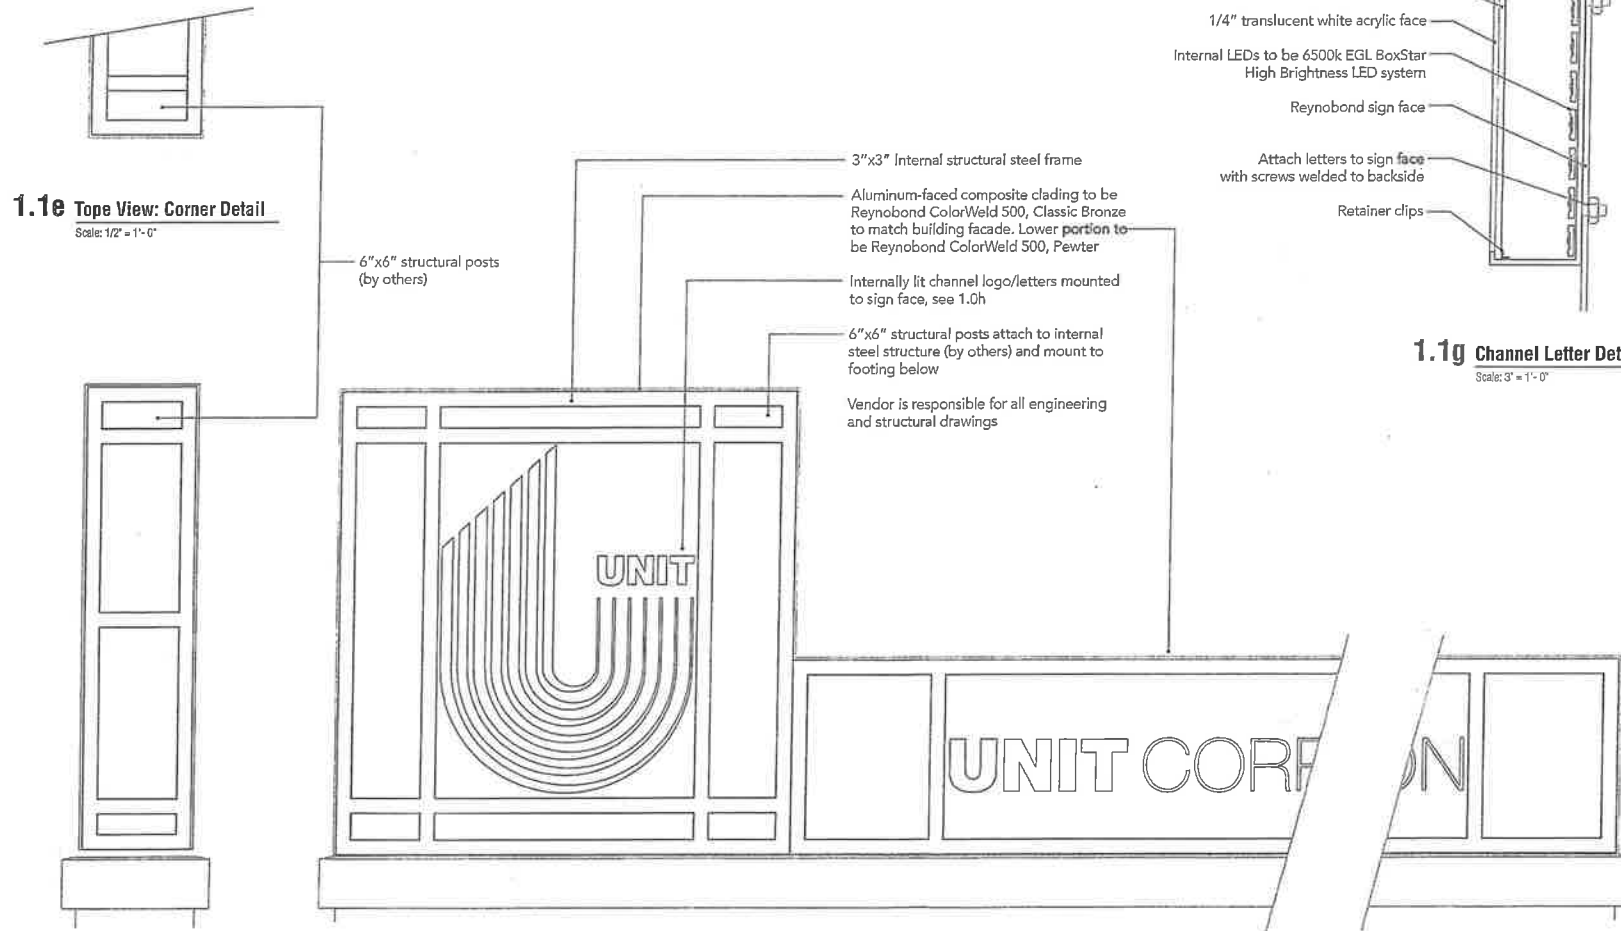 1/4" translucent white acrylic face
Internal LEDs to be 6500k EGL BoxStar
High Brightness LED system
Reynobond sign face
Attach letters to sign face
with screws welded to backside
Retainer clips
1.1g Channel Letter Det
Scale: 3" = 1'- 0"
1.1e Tope View: Corner Detail
Scale: 1/2" = 1'- 0"
6"x6" structural posts
(by others)
3"x3" Internal structural steel frame
Aluminum-faced composite clading to be
Reynobond ColorWeld 500, Classic Bronze
to match building facade. Lower portion to
be Reynobond ColorWeld 500, Pewter
Internally lit channel logo/letters mounted
to sign face, see 1.0h
6"x6" structural posts attach to internal
steel structure (by others) and mount to
footing below
Vendor is responsible for all engineering
and structural drawings
UNIT
UNIT COR ON